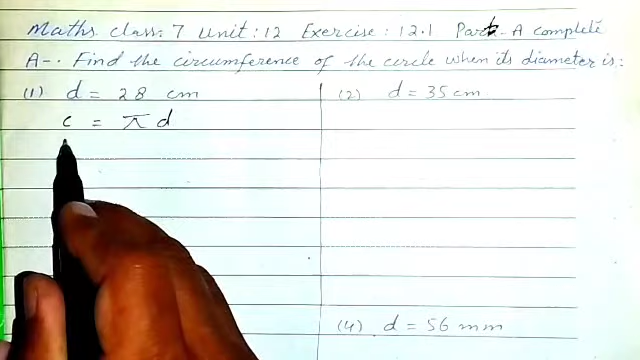 Maths class: 7 Unit: 12 Exercise: 12.1 Part-A complete
A-. Find the circumference of the circle when its diameter is:
(1) d = 28 cm
c = πd
(2) d = 35 cm
(4) d = 56 mm